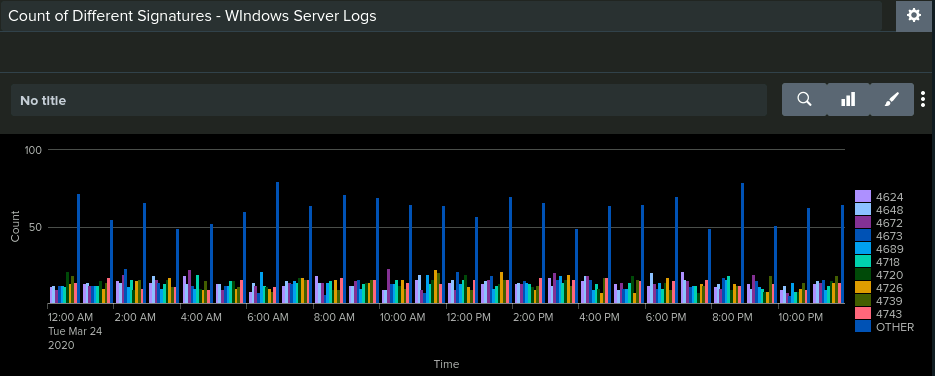 Count of Different Signatures - WIndows Server Logs
No title
100
50
Count
12:00 AM
Tue Mar 24
2020
2:00 AM
4:00 AM
6:00 AM
8:00 AM
10:00 AM
12:00 PM
2:00 PM
4:00 PM
6:00 PM
8:00 PM
10:00 PM
Time
4624
4648
4672
4673
4689
4718
4720
4726
4739
4743
OTHER